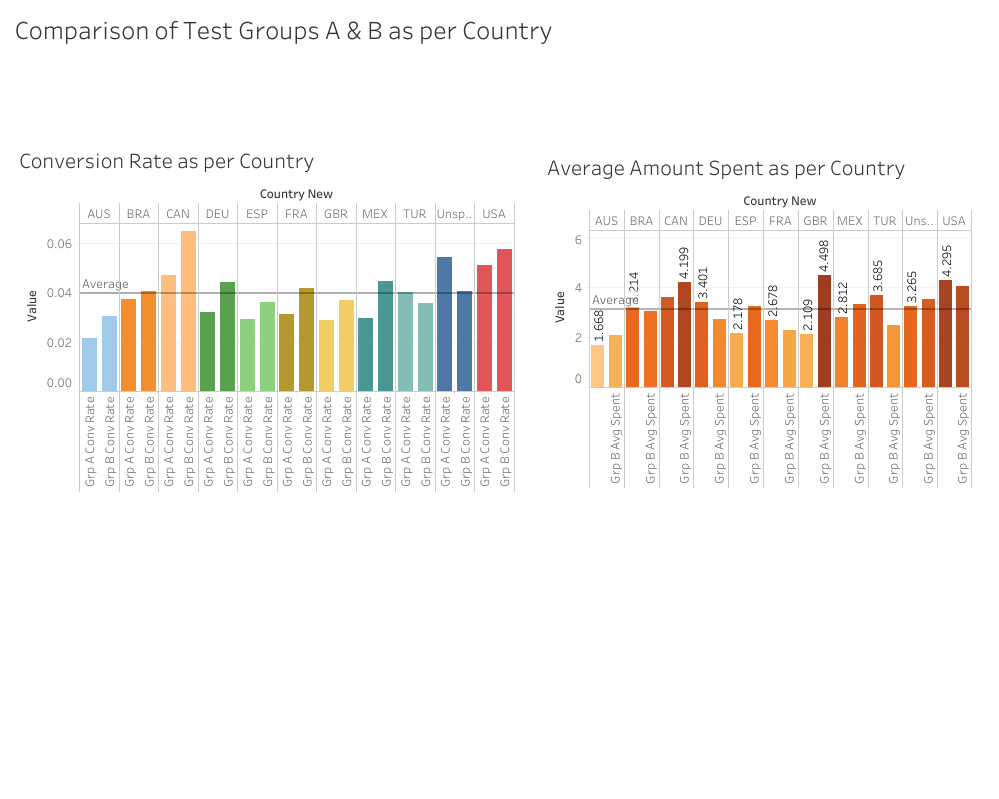 Comparison of Test Groups A & B as per Country
Conversion Rate as per Country
Country New
AUS BRA CAN DEU ESP FRA GBR MEX TUR Unsp.. USA
0.06
0.04
0.02
0.00
Value
Average
Grp A Conv Rate
Grp B Conv Rate
Grp A Conv Rate
Grp B Conv Rate
Grp A Conv Rate
Grp B Conv Rate
Grp A Conv Rate
Grp B Conv Rate
Grp A Conv Rate
Grp B Conv Rate
Grp A Conv Rate
Grp B Conv Rate
Grp A Conv Rate
Grp B Conv Rate
Grp A Conv Rate
Grp B Conv Rate
Grp A Conv Rate
Grp B Conv Rate
Grp A Conv Rate
Grp B Conv Rate
Grp A Conv Rate
Grp B Conv Rate
Average Amount Spent as per Country
Country New
AUS BRA CAN DEU ESP FRA GBR MEX TUR Uns.. USA
6
4
2
0
Value
Average
1.668
4.199
3.401
2.178
2.678
2.109
4.498
2.812
3.685
3.265
4.295
Grp B Avg Spent
Grp B Avg Spent
Grp B Avg Spent
Grp B Avg Spent
Grp B Avg Spent
Grp B Avg Spent
Grp B Avg Spent
Grp B Avg Spent
Grp B Avg Spent
Grp B Avg Spent
Grp B Avg Spent